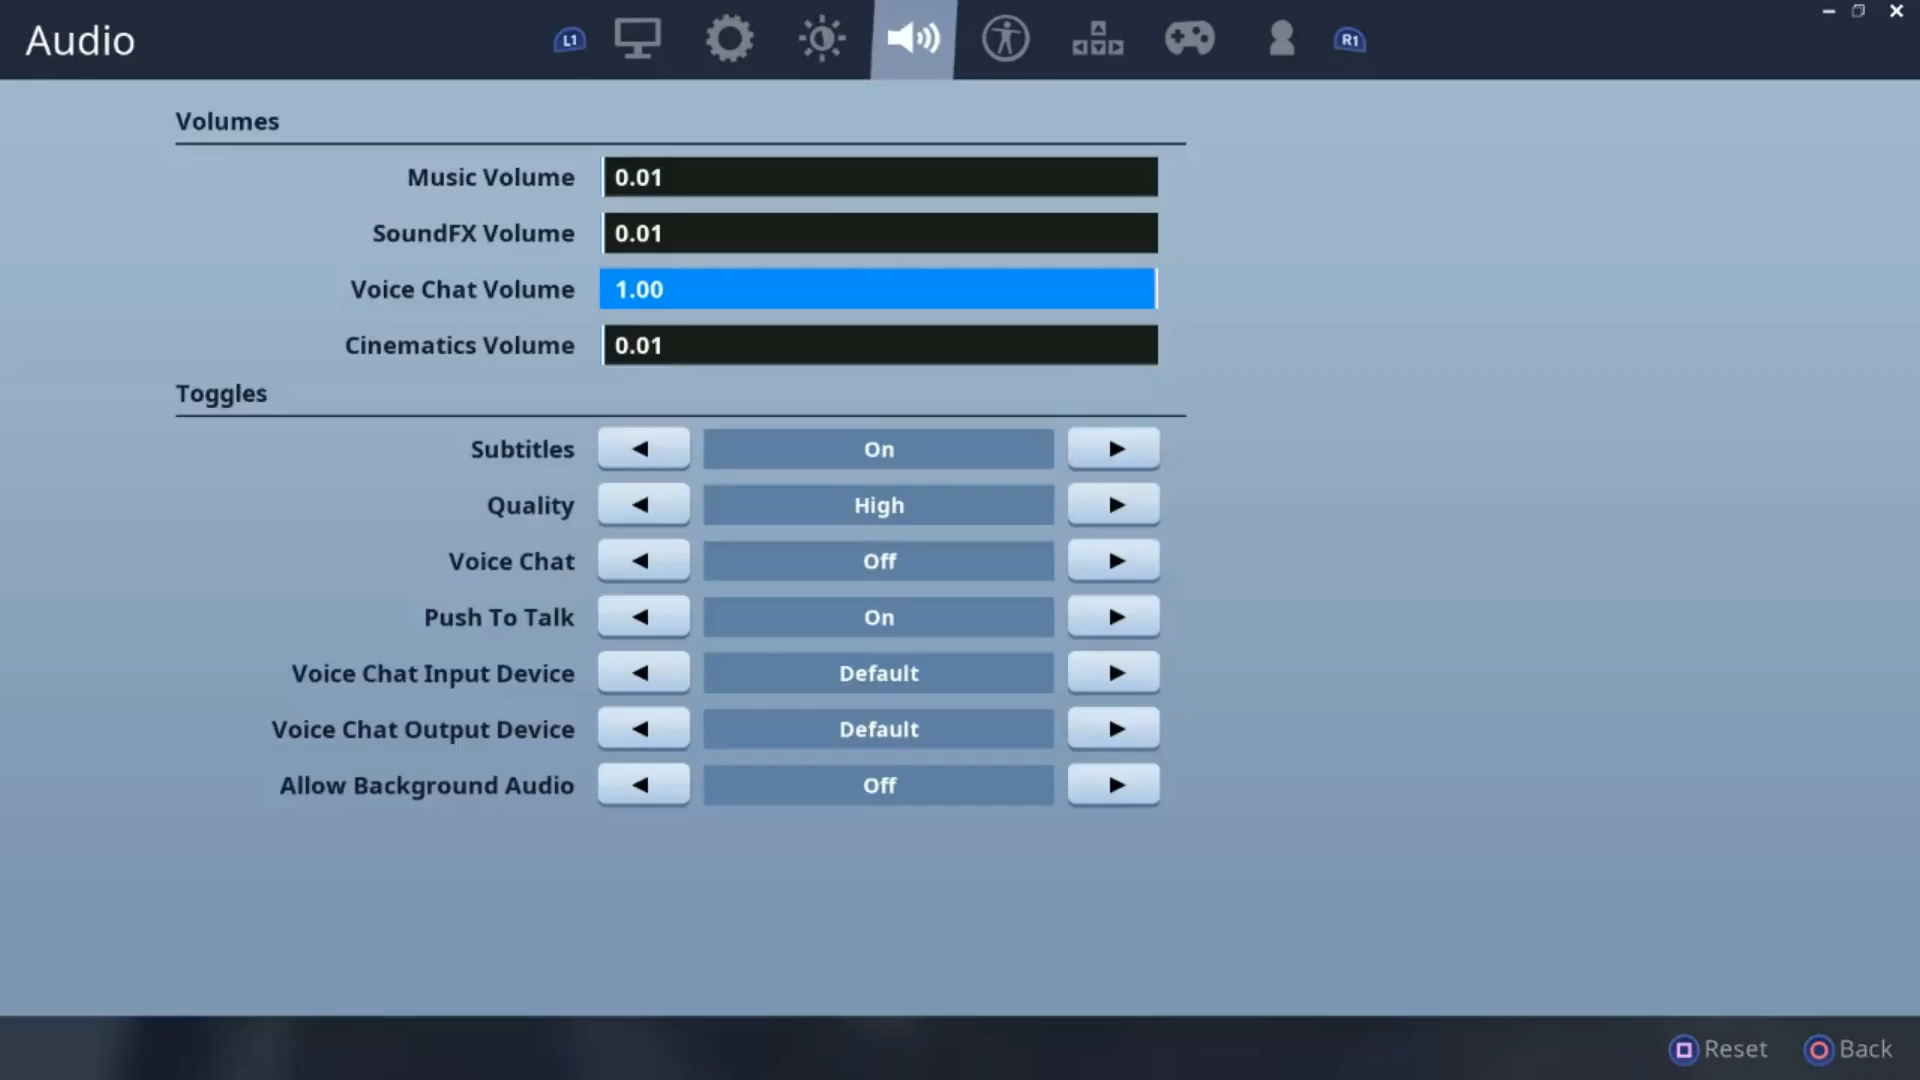 Audio
L1
R1
Volumes
Music Volume 0.01
SoundFX Volume 0.01
Voice Chat Volume 1.00
Cinematics Volume 0.01
Toggles
Subtitles On
Quality High
Voice Chat Off
Push To Talk On
Voice Chat Input Device Default
Voice Chat Output Device Default
Allow Background Audio Off
Reset Back